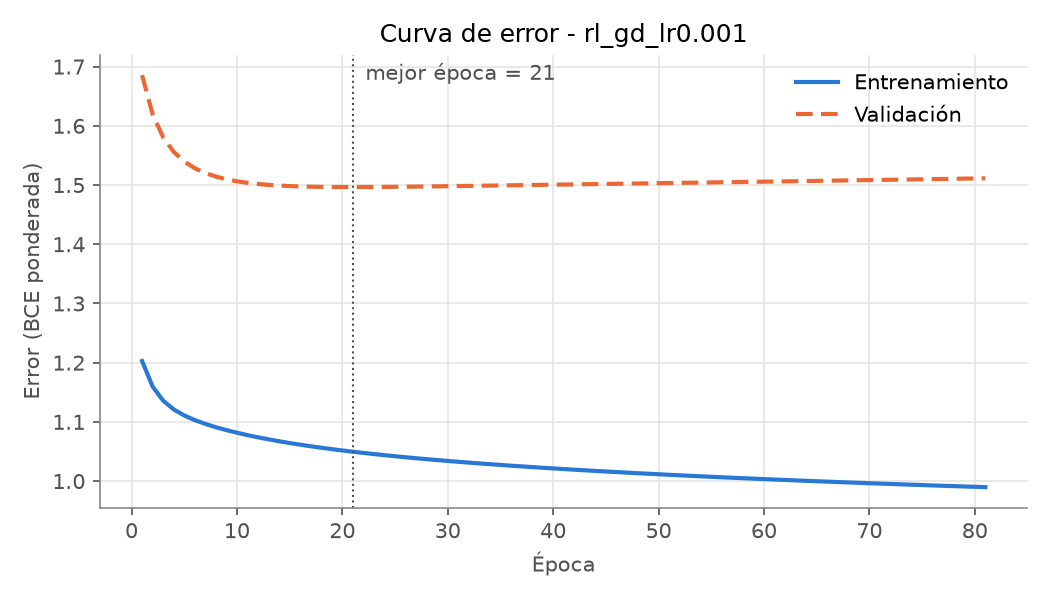 Curva de error - rl_gd_lr0.001
mejor época = 21
Entrenamiento
Validación
Error (BCE ponderada)
1.7
1.6
1.5
1.4
1.3
1.2
1.1
1.0
0 10 20 30 40 50 60 70 80
Época